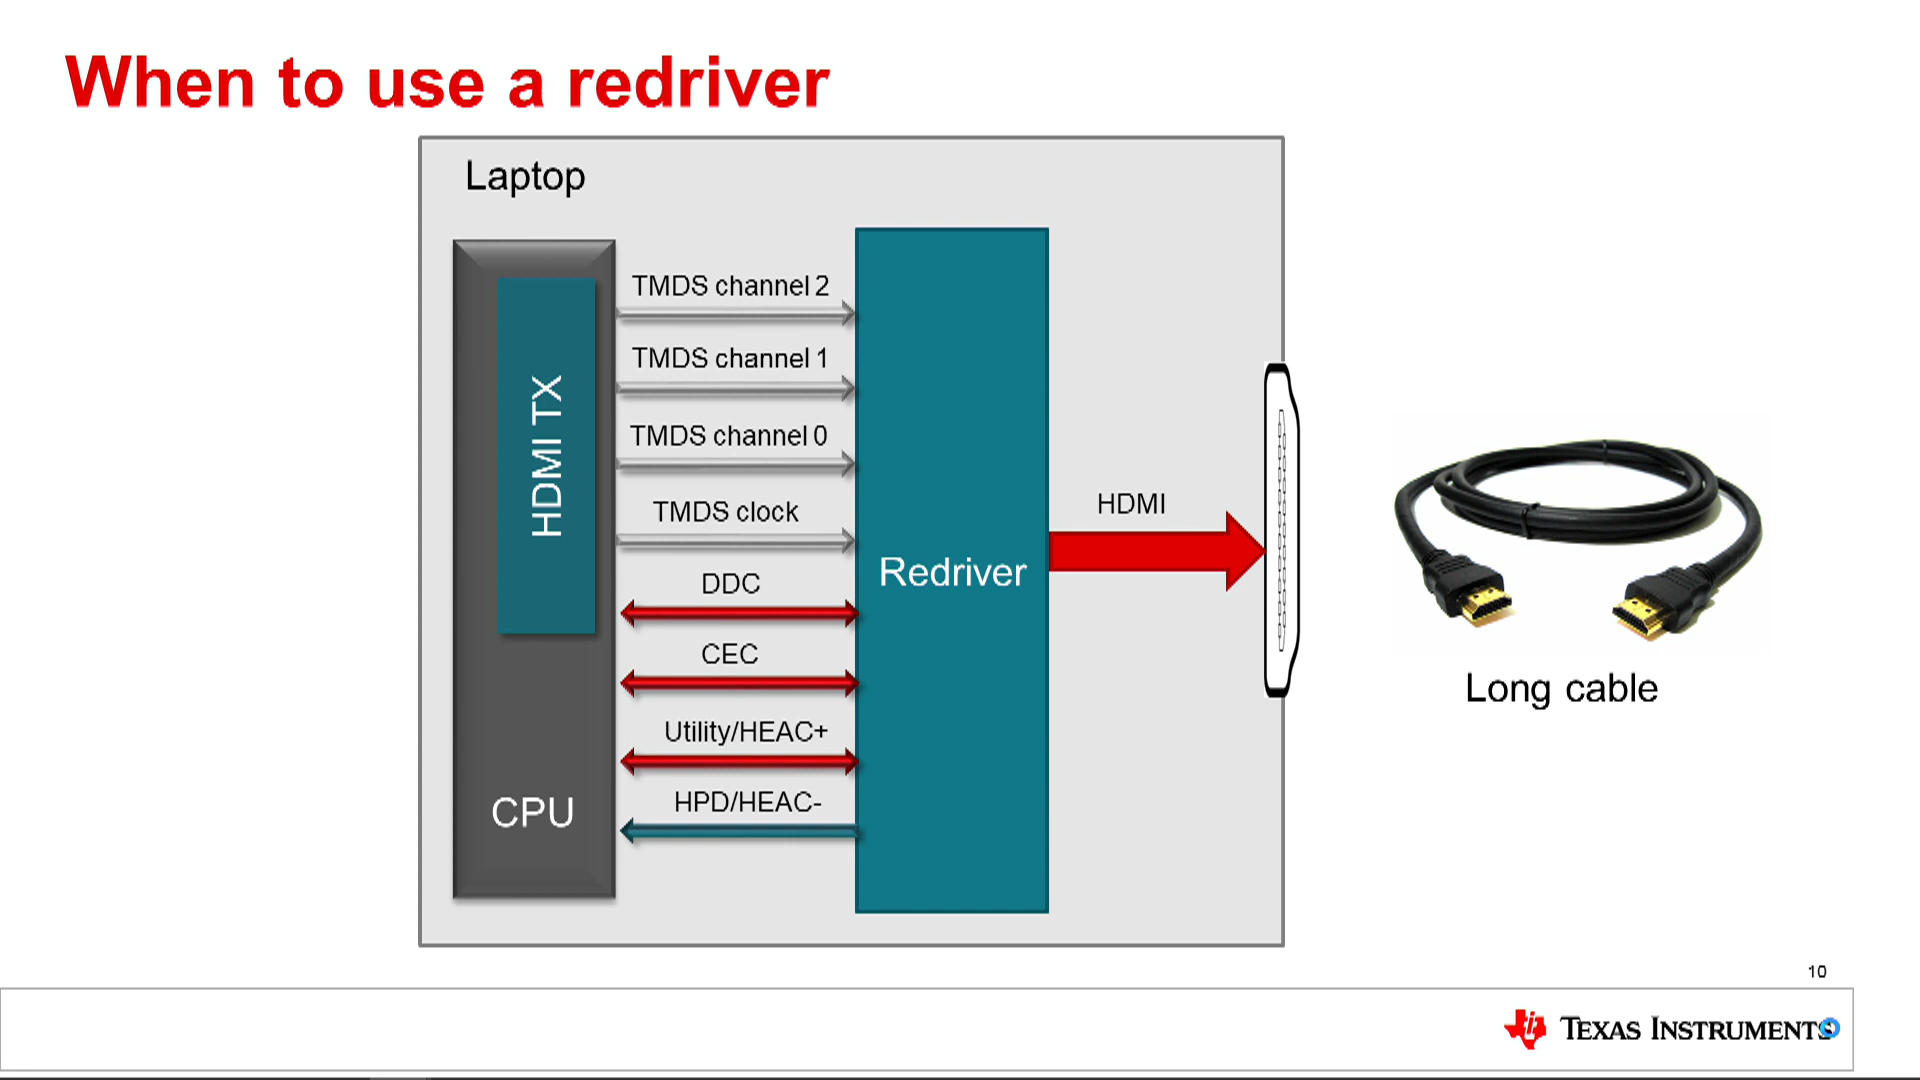 When to use a redriver
Laptop
TMDS channel 2
TMDS channel 1
TMDS channel 0
TMDS clock
DDC
CEC
Utility/HEAC+
HPD/HEAC-
HDMI TX
CPU
Redriver
HDMI
Long cable
10
TEXAS INSTRUMENTS